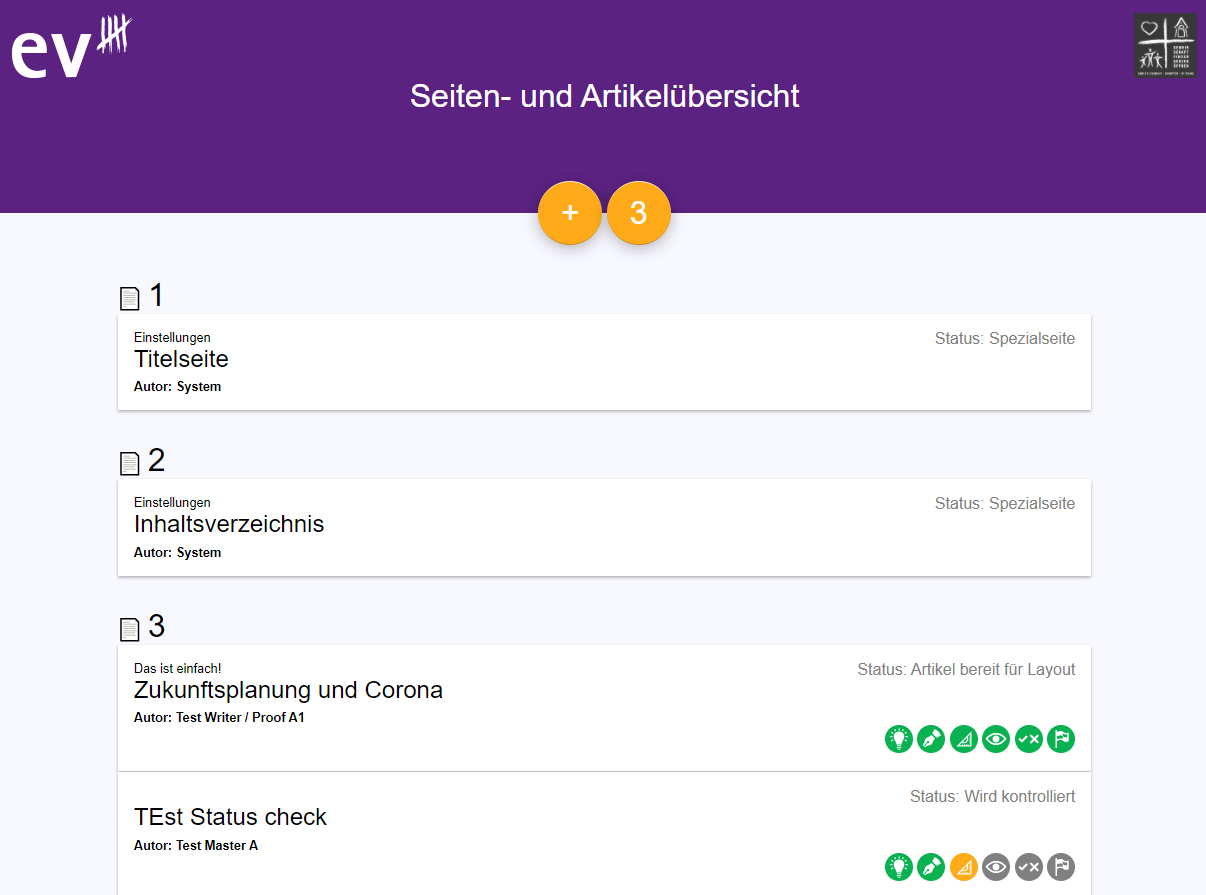 ev
Seiten- und Artikelübersicht
+ 3
1
Einstellungen
Status: Spezialseite
Titelseite
Autor: System
2
Einstellungen
Status: Spezialseite
Inhaltsverzeichnis
Autor: System
3
Das ist einfach!
Status: Artikel bereit für Layout
Zukunftsplanung und Corona
Autor: Test Writer / Proof A1
Status: Wird kontrolliert
TEst Status check
Autor: Test Master A